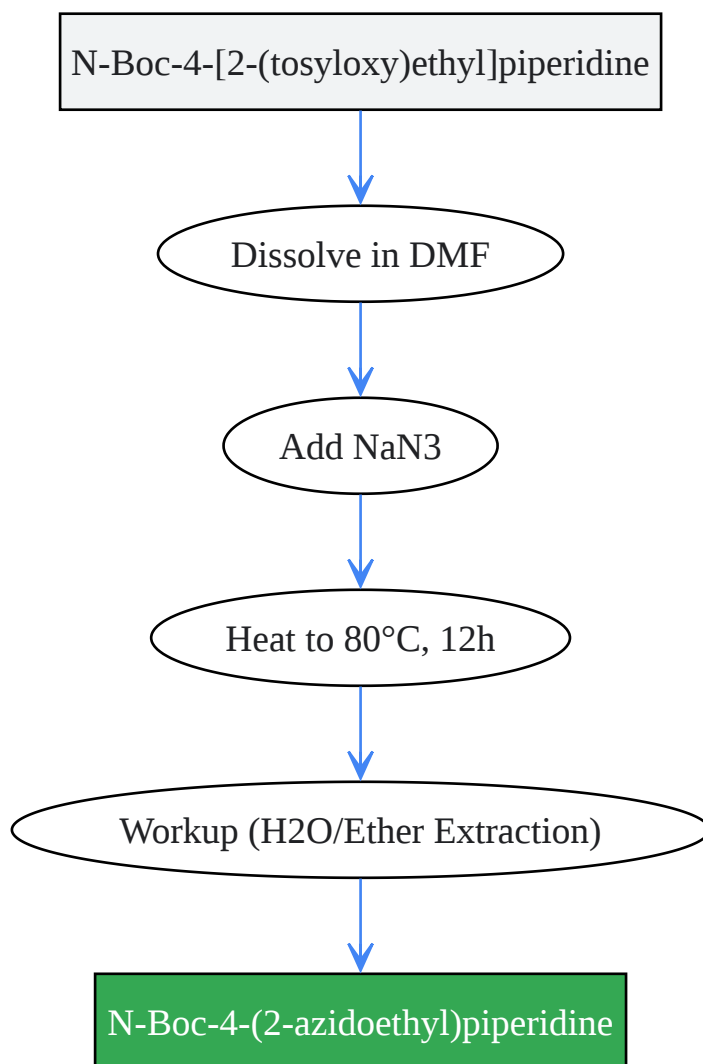 N-Boc-4-[2-(tosyloxy)ethyl]piperidine
Dissolve in DMF
Add NaN3
Heat to 80°C, 12h
Workup (H2O/Ether Extraction)
N-Boc-4-(2-azidoethyl)piperidine